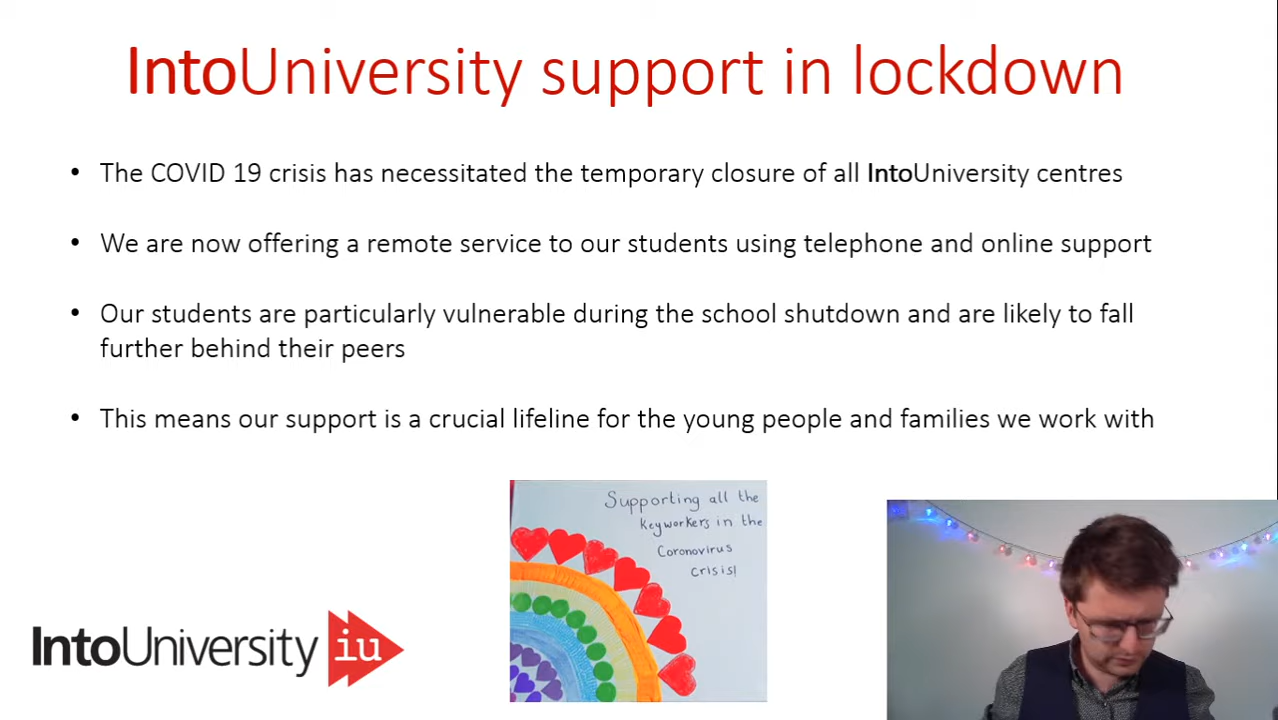 IntoUniversity support in lockdown
• The COVID 19 crisis has necessitated the temporary closure of all IntoUniversity centres
• We are now offering a remote service to our students using telephone and online support
• Our students are particularly vulnerable during the school shutdown and are likely to fall
further behind their peers
• This means our support is a crucial lifeline for the young people and families we work with
Supporting all the
keyworkers in the
Coronovirus
crisis!
IntoUniversity iu